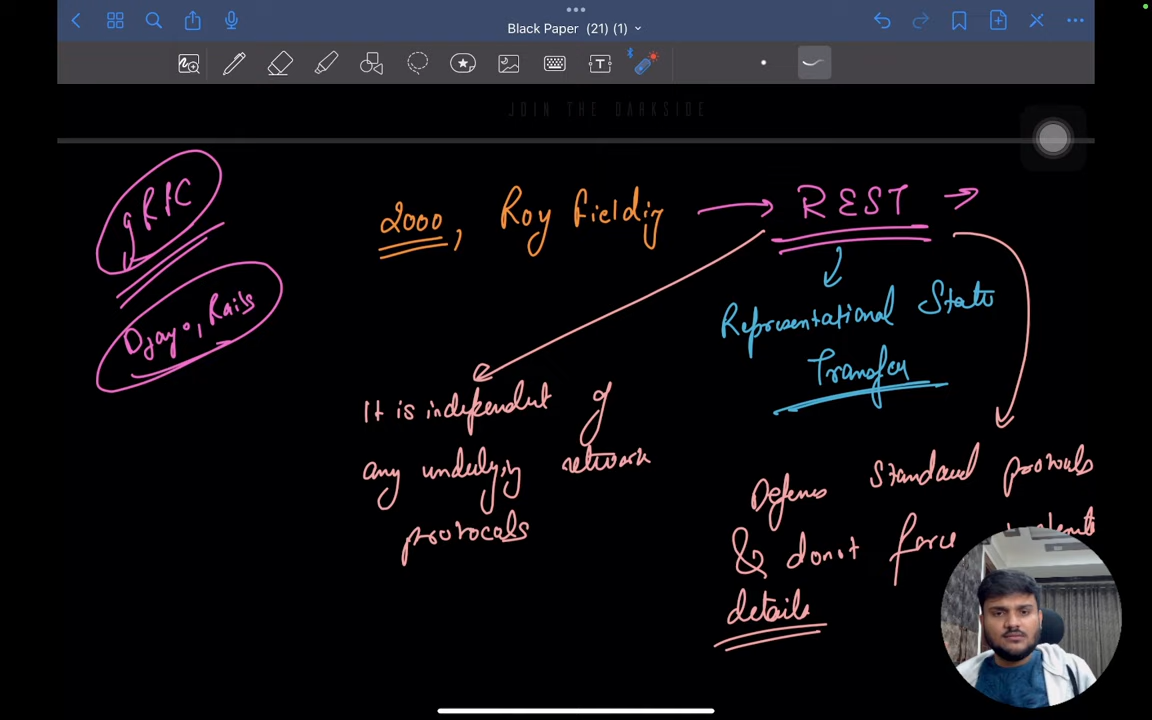 Black Paper (21) (1)
JOIN THE DARKSIDE
gRPC
2000, Roy Fielding → REST →
Django, Rails
Representational State
Transfer
It is independent of
any underlying network
protocols
Defines Standard protocols
& donot force
details